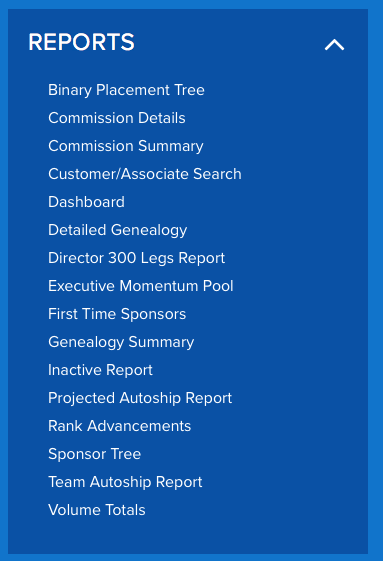 REPORTS
Binary Placement Tree
Commission Details
Commission Summary
Customer/Associate Search
Dashboard
Detailed Genealogy
Director 300 Legs Report
Executive Momentum Pool
First Time Sponsors
Genealogy Summary
Inactive Report
Projected Autoship Report
Rank Advancements
Sponsor Tree
Team Autoship Report
Volume Totals